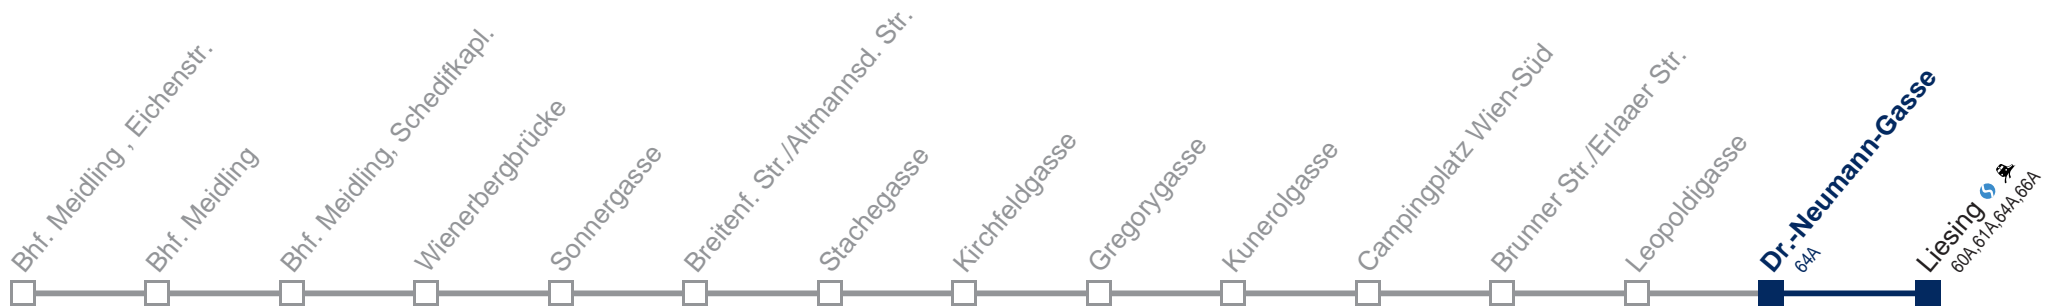 Bhf. Meidling , Eichenstr.
Bhf. Meidling
Bhf. Meidling, Schedifkapl.
Wienerbergbrücke
Sonnergasse
Breitenf. Str./Altmannsd. Str.
Stachegasse
Kirchfeldgasse
Gregorygasse
Kunerolgasse
Campingplatz Wien-Süd
Brunner Str./Erlaaer Str.
Leopoldigasse
Dr.-Neumann-Gasse
64A
Liesing
60A,61A,64A,66A